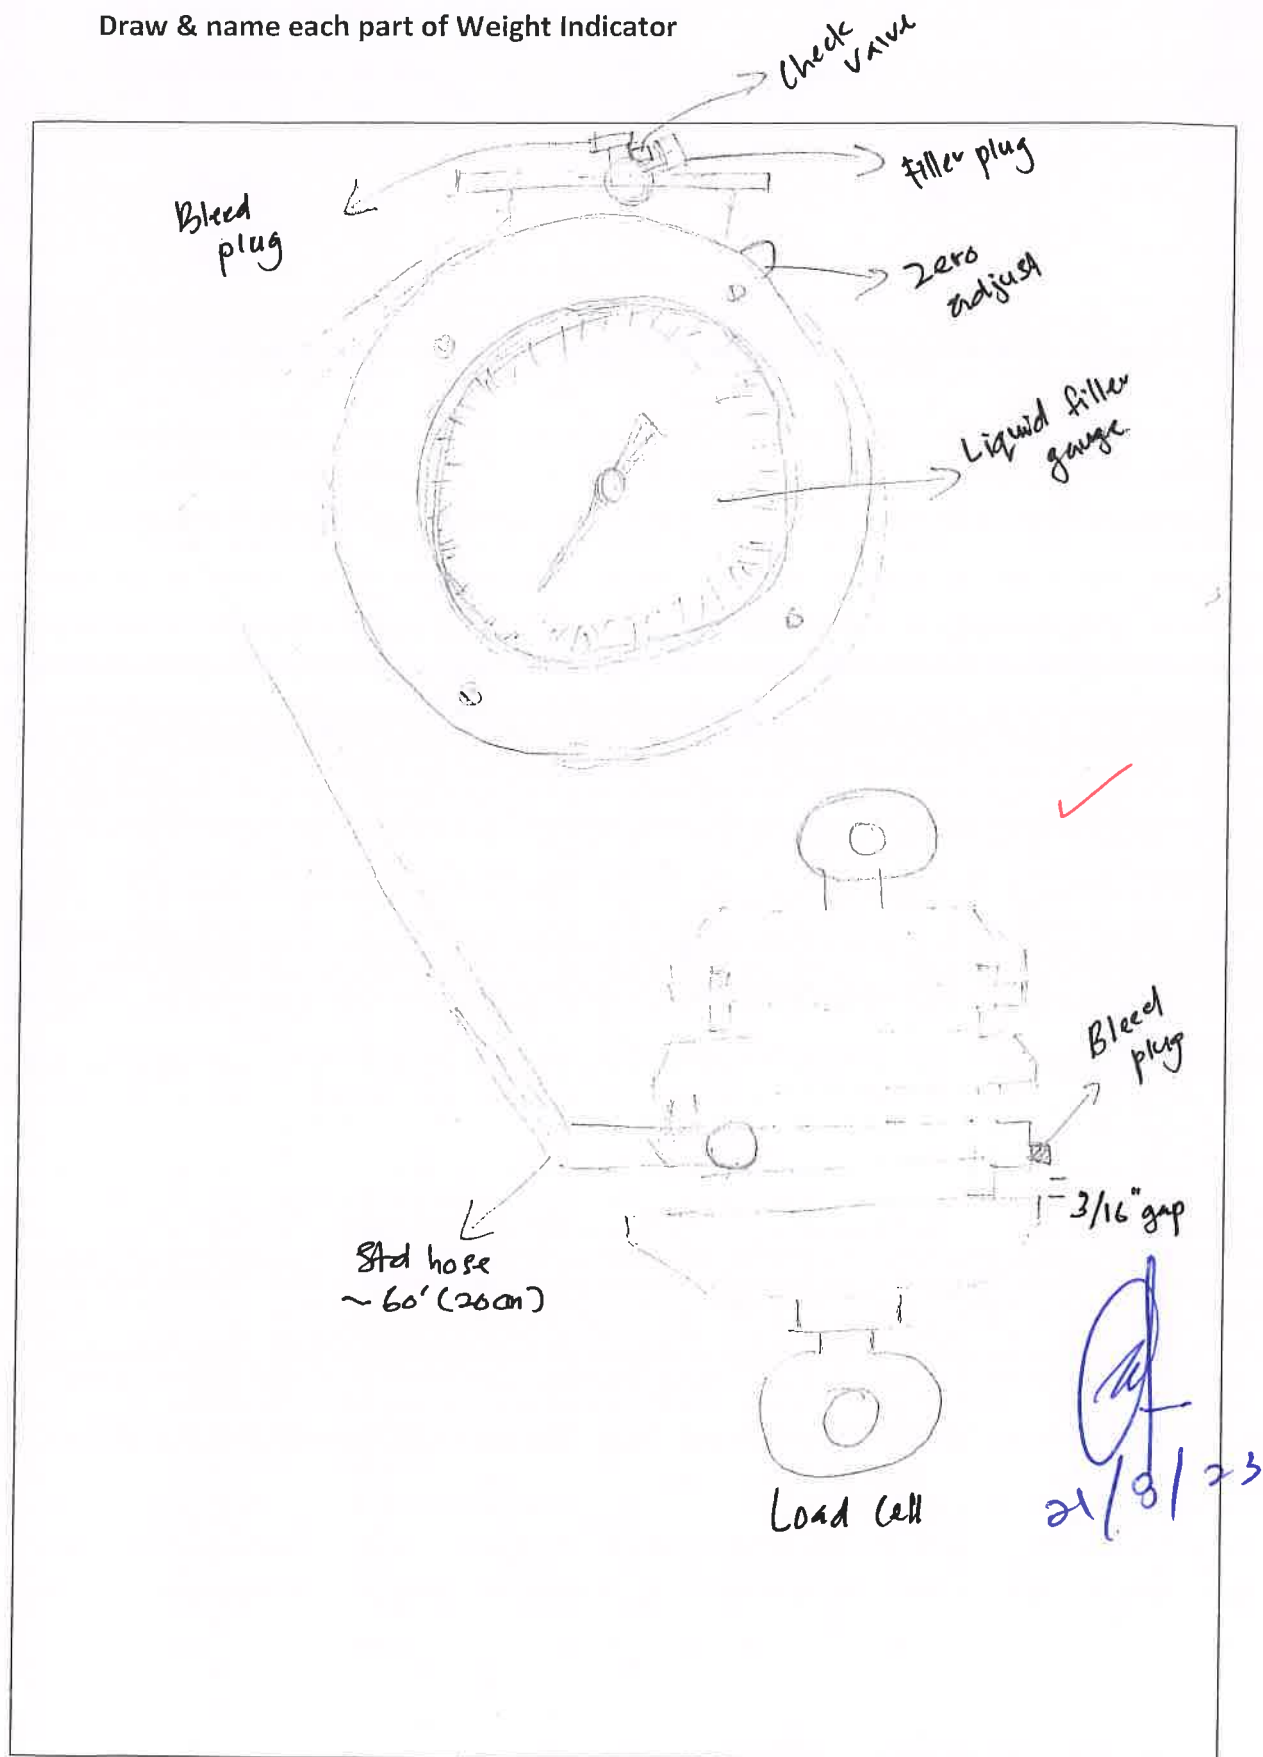 Draw & name each part of Weight Indicator
Check
valve
filler plug
Bleed
plug
Zero
adjust
Liquid filler
gauge
Bleed
plug
3/16" gap
Std hose
~ 60' (20cm)
Load Cell
21/8/23